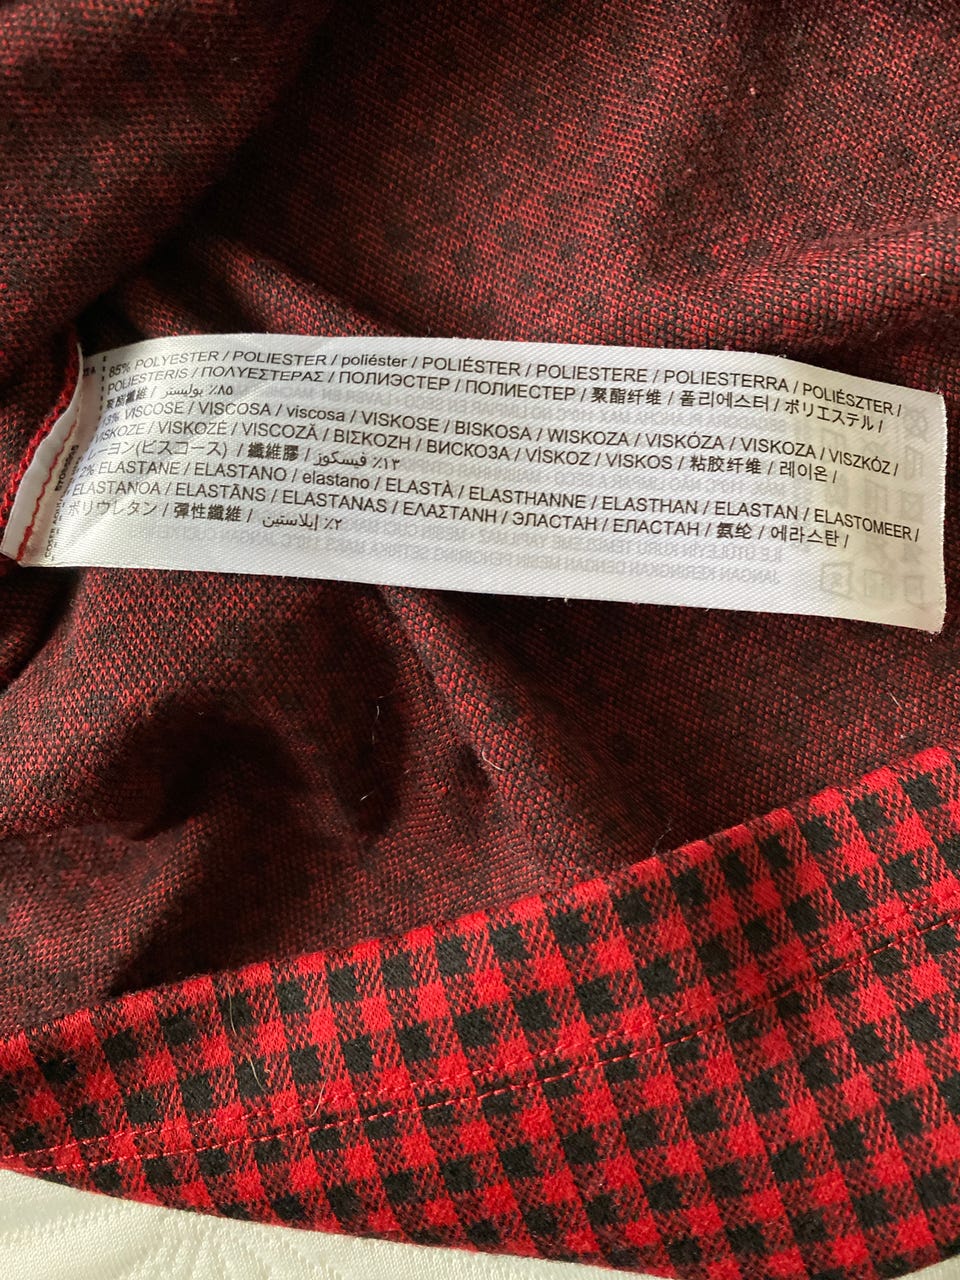 85% POLYESTER / POLIESTER / poliéster / POLIÉSTER / POLIESTERE / POLIESTERRA / POLIÉSZTER /
POLIESTERIS / ΠΟΛΥΕΣΤΕΡΑΣ / ПОЛИЭСТЕР / ПОЛИЕСТЕР / 聚酯纤维 / 폴리에스터 / ポリエステル /
聚酯纖維 / بوليستر ٪٨٥
13% VISCOSE / VISCOSA / viscosa / VISKOSE / BISKOSA / WISKOZA / VISKÓZA / VISKOZA / VISZKÓZ /
VISKOZE / VISKOZĖ / VISCOZĂ / ΒΙΣΚΟΖΗ / ВИСКОЗА / VÍSKOZ / VISKOS / 粘胶纤维 / 레이온 /
レーヨン(ビスコース) / 纖維膠 / فيسكوز ٪١٣
2% ELASTANE / ELASTANO / elastano / ELASTÀ / ELASTHANNE / ELASTHAN / ELASTAN / ELASTOMEER /
ELASTANOA / ELASTĀNS / ELASTANAS / ΕΛΑΣΤΑΝΗ / ЭЛАСТАН / ЕЛАСТАН / 氨纶 / 에라스탄 /
ポリウレタン / 彈性纖維 / إيلاستين ٪٢